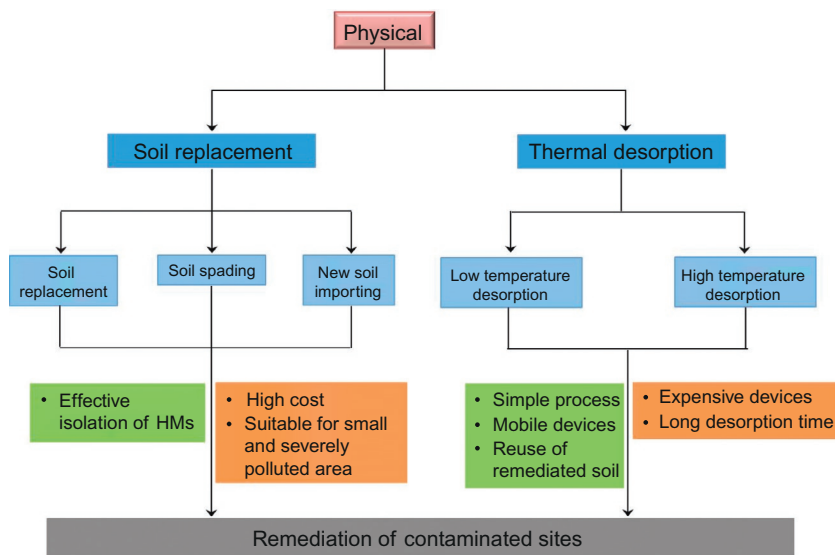 Physical
Soil replacement
Thermal desorption
Soil
replacement
Soil spading
New soil
importing
Low temperature
desorption
High temperature
desorption
• Effective
isolation of HMs
• High cost
• Suitable for small
and severely
polluted area
• Simple process
• Mobile devices
• Reuse of
remediated soil
• Expensive devices
• Long desorption time
Remediation of contaminated sites